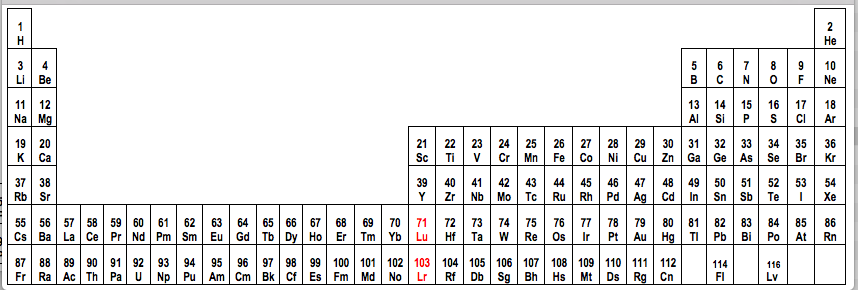 1 2
H He
3 4 5 6 7 8 9 10
Li Be B C N O F Ne
11 12 13 14 15 16 17 18
Na Mg Al Si P S Cl Ar
19 20 21 22 23 24 25 26 27 28 29 30 31 32 33 34 35 36
K Ca Sc Ti V Cr Mn Fe Co Ni Cu Zn Ga Ge As Se Br Kr
37 38 39 40 41 42 43 44 45 46 47 48 49 50 51 52 53 54
Rb Sr Y Zr Nb Mo Tc Ru Rh Pd Ag Cd In Sn Sb Te I Xe
55 56 57 58 59 60 61 62 63 64 65 66 67 68 69 70 71 72 73 74 75 76 77 78 79 80 81 82 83 84 85 86
Cs Ba La Ce Pr Nd Pm Sm Eu Gd Tb Dy Ho Er Tm Yb Lu Hf Ta W Re Os Ir Pt Au Hg Tl Pb Bi Po At Rn
87 88 89 90 91 92 93 94 95 96 97 98 99 100 101 102 103 104 105 106 107 108 109 110 111 112 114 116
Fr Ra Ac Th Pa U Np Pu Am Cm Bk Cf Es Fm Md No Lr Rf Db Sg Bh Hs Mt Ds Rg Cn Fl Lv